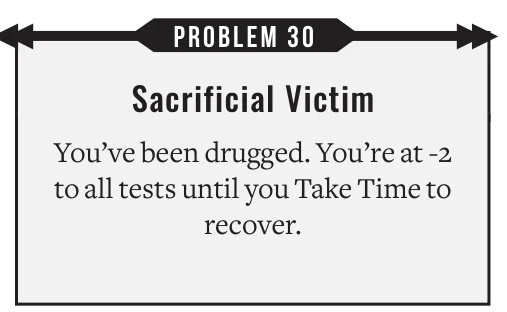 PROBLEM 30
Sacrificial Victim
You’ve been drugged. You’re at -2
to all tests until you Take Time to
recover.